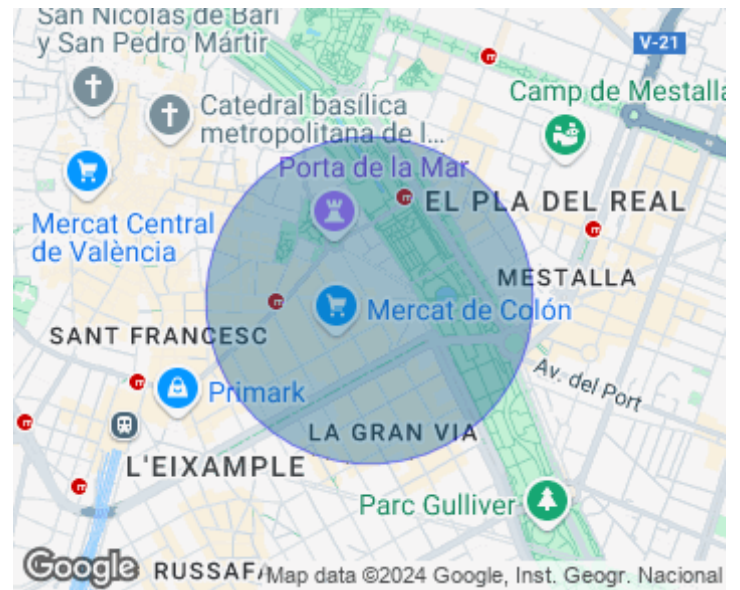 San Nicolás de Bari
y San Pedro Mártir
V-21
Camp de Mestalla
Catedral basílica
metropolitana de l...
Porta de la Mar
EL PLA DEL REAL
Mercat Central
de València
MESTALLA
Mercat de Colón
SANT FRANCESC
Primark
Av. del Port
LA GRAN VIA
L'EIXAMPLE
Parc Gulliver
Google
RUSSAFA
Map data ©2024 Google, Inst. Geogr. Nacional